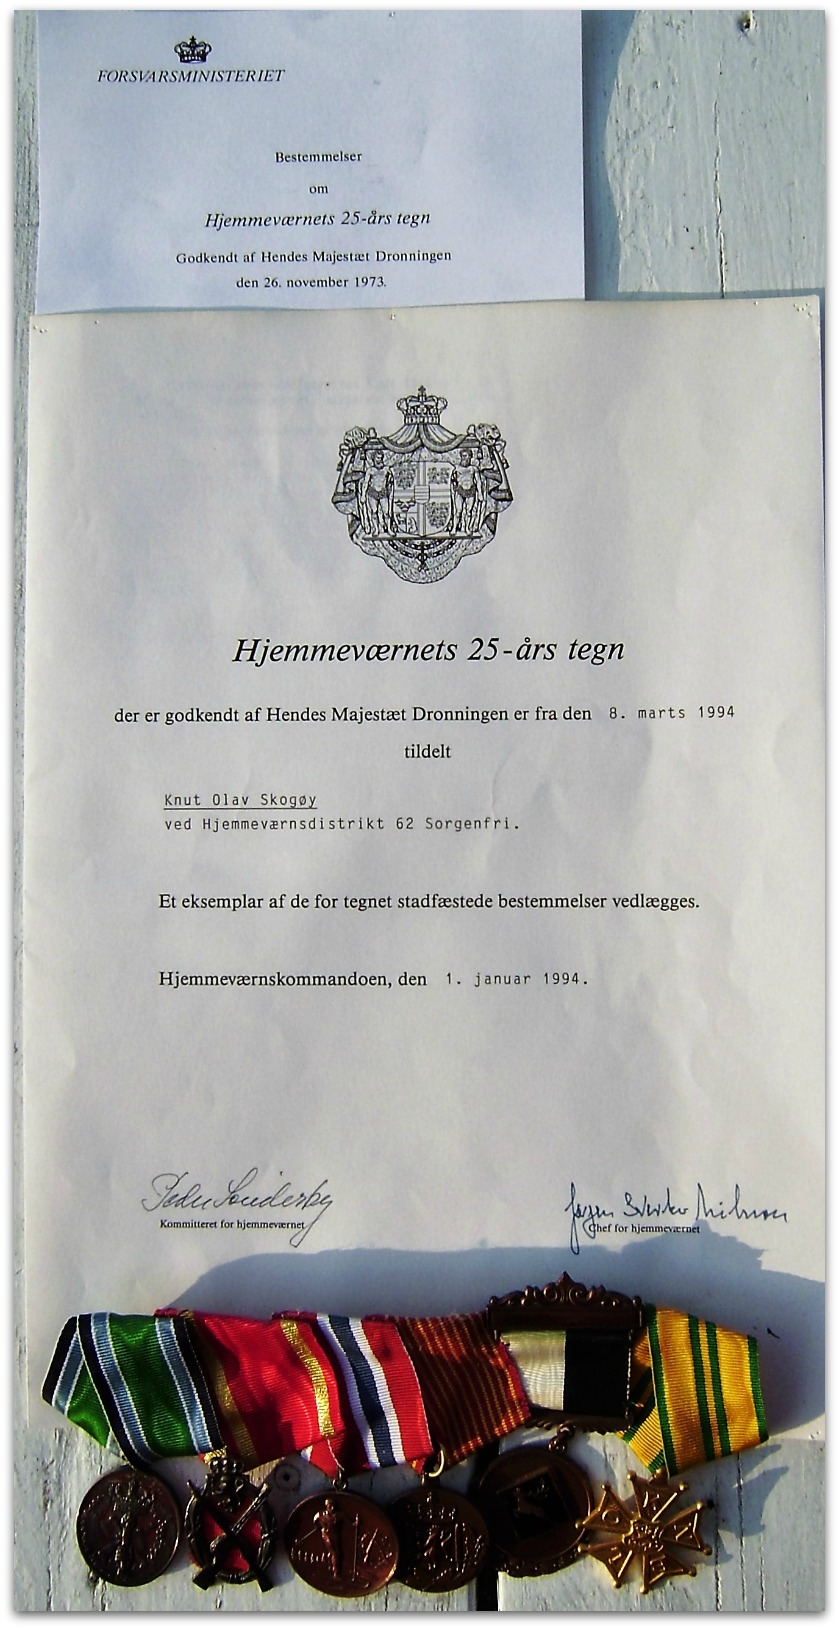 FORSVARSMINISTERIET
Bestemmelser
om
Hjemmeværnets 25-års tegn
Godkendt af Hendes Majestæt Dronningen
den 26. november 1973.
Hjemmeværnets 25-års tegn
der er godkendt af Hendes Majestæt Dronningen er fra den 8. marts 1994
tildelt
Knut Olav Skogøy
ved Hjemmeværnsdistrikt 62 Sorgenfri.
Et eksemplar af de for tegnet stadfæstede bestemmelser vedlægges.
Hjemmeværnskommandoen, den 1. januar 1994.
Kommitteret for hjemmeværnet
Chef for hjemmeværnet